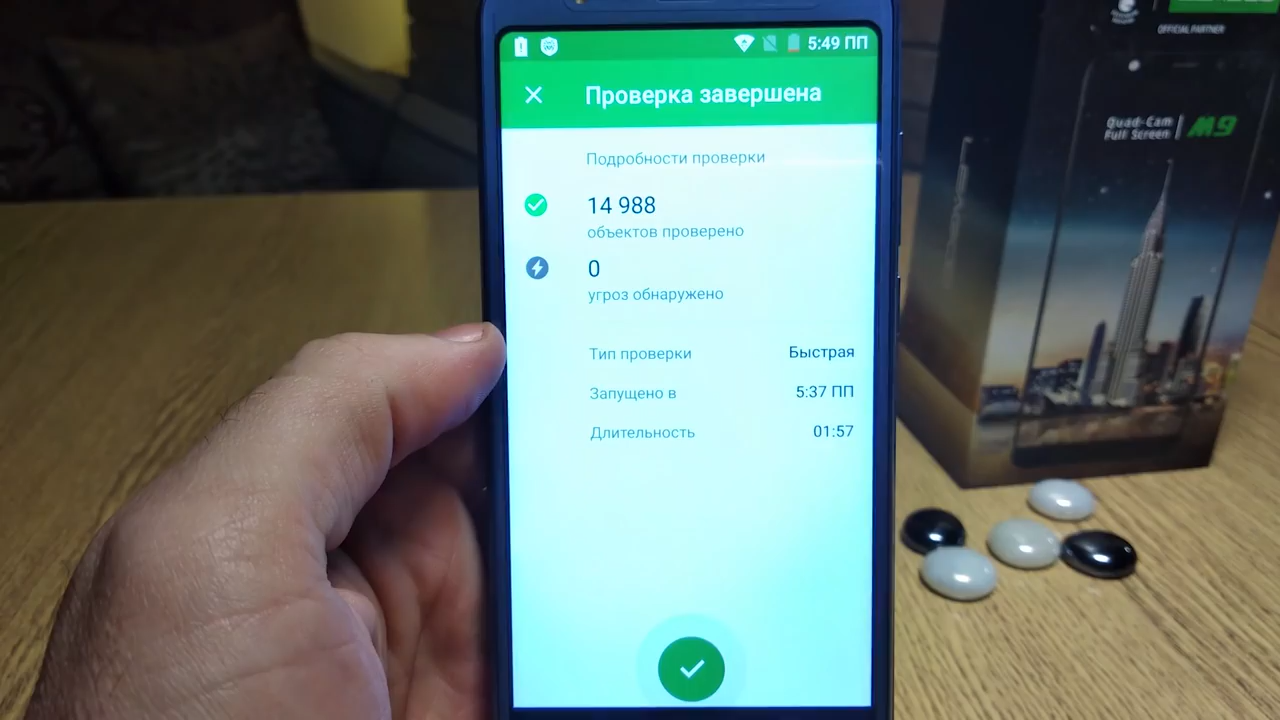 5:49 ПП
Проверка завершена
Подробности проверки
14 988
объектов проверено
0
угроз обнаружено
Тип проверки Быстрая
Запущено в 5:37 ПП
Длительность 01:57
OFFICIAL PARTNER
Quad-Cam
Full Screen
M9